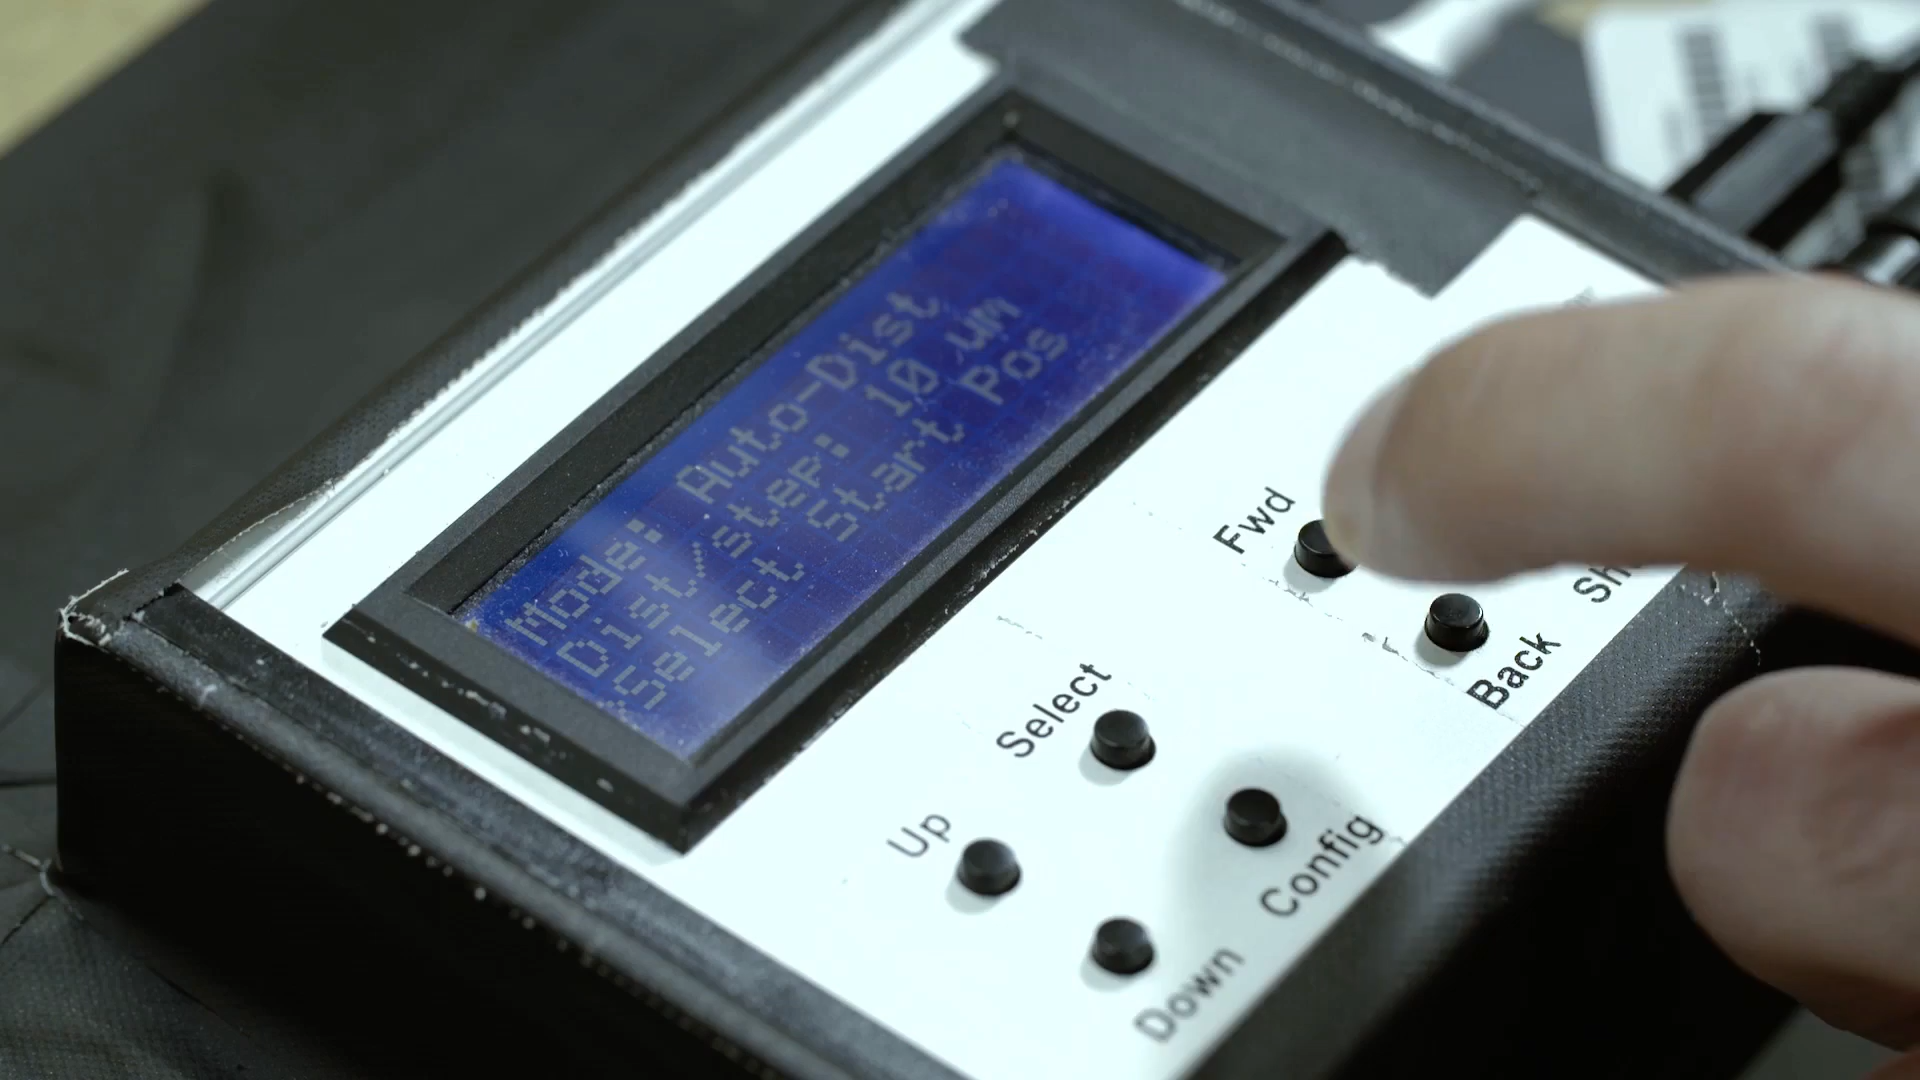 Mode: Auto-Dist
Dist/step: 10 um
Select Start Pos
Fwd
Back
Select
Config
Up
Down